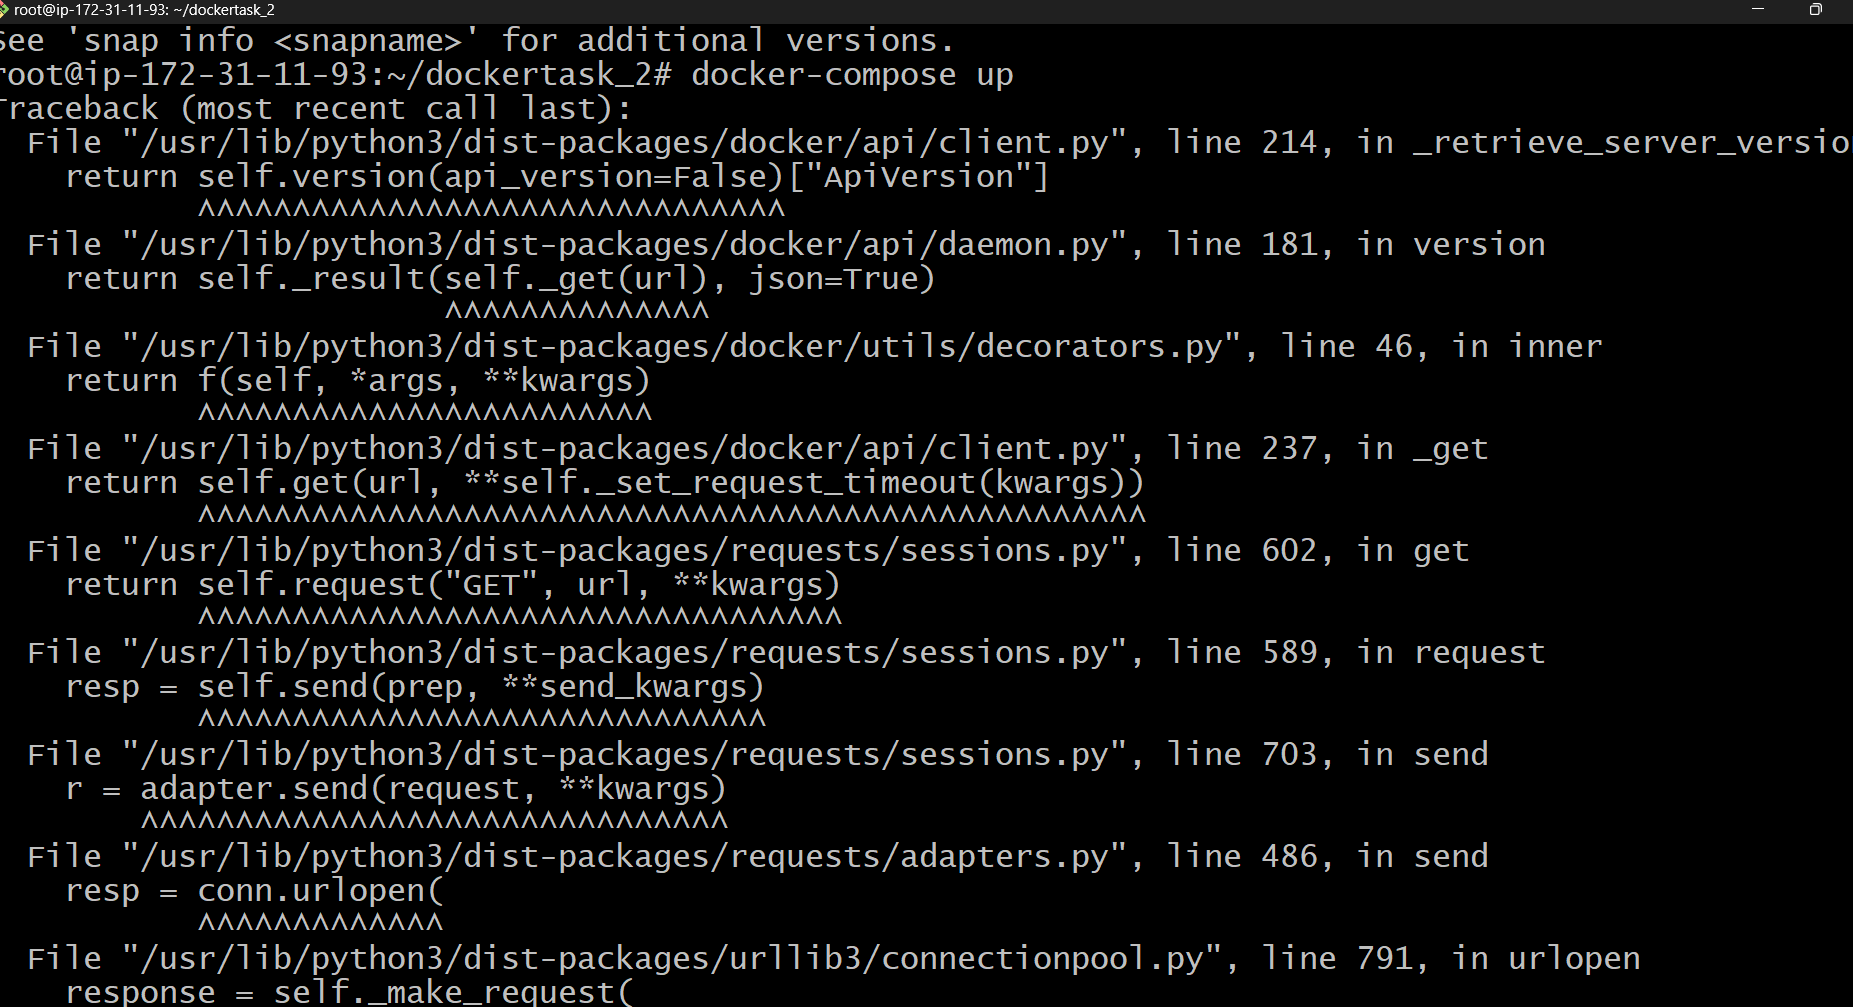 root@ip-172-31-11-93: ~/dockertask_2
see 'snap info <snapname>' for additional versions.
root@ip-172-31-11-93:~/dockertask_2# docker-compose up
Traceback (most recent call last):
  File "/usr/lib/python3/dist-packages/docker/api/client.py", line 214, in _retrieve_server_versio
    return self.version(api_version=False)["ApiVersion"]
           ^^^^^^^^^^^^^^^^^^^^^^^^^^^^^^^
  File "/usr/lib/python3/dist-packages/docker/api/daemon.py", line 181, in version
    return self._result(self._get(url), json=True)
                        ^^^^^^^^^^^^^^
  File "/usr/lib/python3/dist-packages/docker/utils/decorators.py", line 46, in inner
    return f(self, *args, **kwargs)
           ^^^^^^^^^^^^^^^^^^^^^^^^
  File "/usr/lib/python3/dist-packages/docker/api/client.py", line 237, in _get
    return self.get(url, **self._set_request_timeout(kwargs))
           ^^^^^^^^^^^^^^^^^^^^^^^^^^^^^^^^^^^^^^^^^^^^^^^^^^
  File "/usr/lib/python3/dist-packages/requests/sessions.py", line 602, in get
    return self.request("GET", url, **kwargs)
           ^^^^^^^^^^^^^^^^^^^^^^^^^^^^^^^^^^
  File "/usr/lib/python3/dist-packages/requests/sessions.py", line 589, in request
    resp = self.send(prep, **send_kwargs)
           ^^^^^^^^^^^^^^^^^^^^^^^^^^^^^^
  File "/usr/lib/python3/dist-packages/requests/sessions.py", line 703, in send
    r = adapter.send(request, **kwargs)
        ^^^^^^^^^^^^^^^^^^^^^^^^^^^^^^^
  File "/usr/lib/python3/dist-packages/requests/adapters.py", line 486, in send
    resp = conn.urlopen(
           ^^^^^^^^^^^^^
  File "/usr/lib/python3/dist-packages/urllib3/connectionpool.py", line 791, in urlopen
    response = self._make_request(